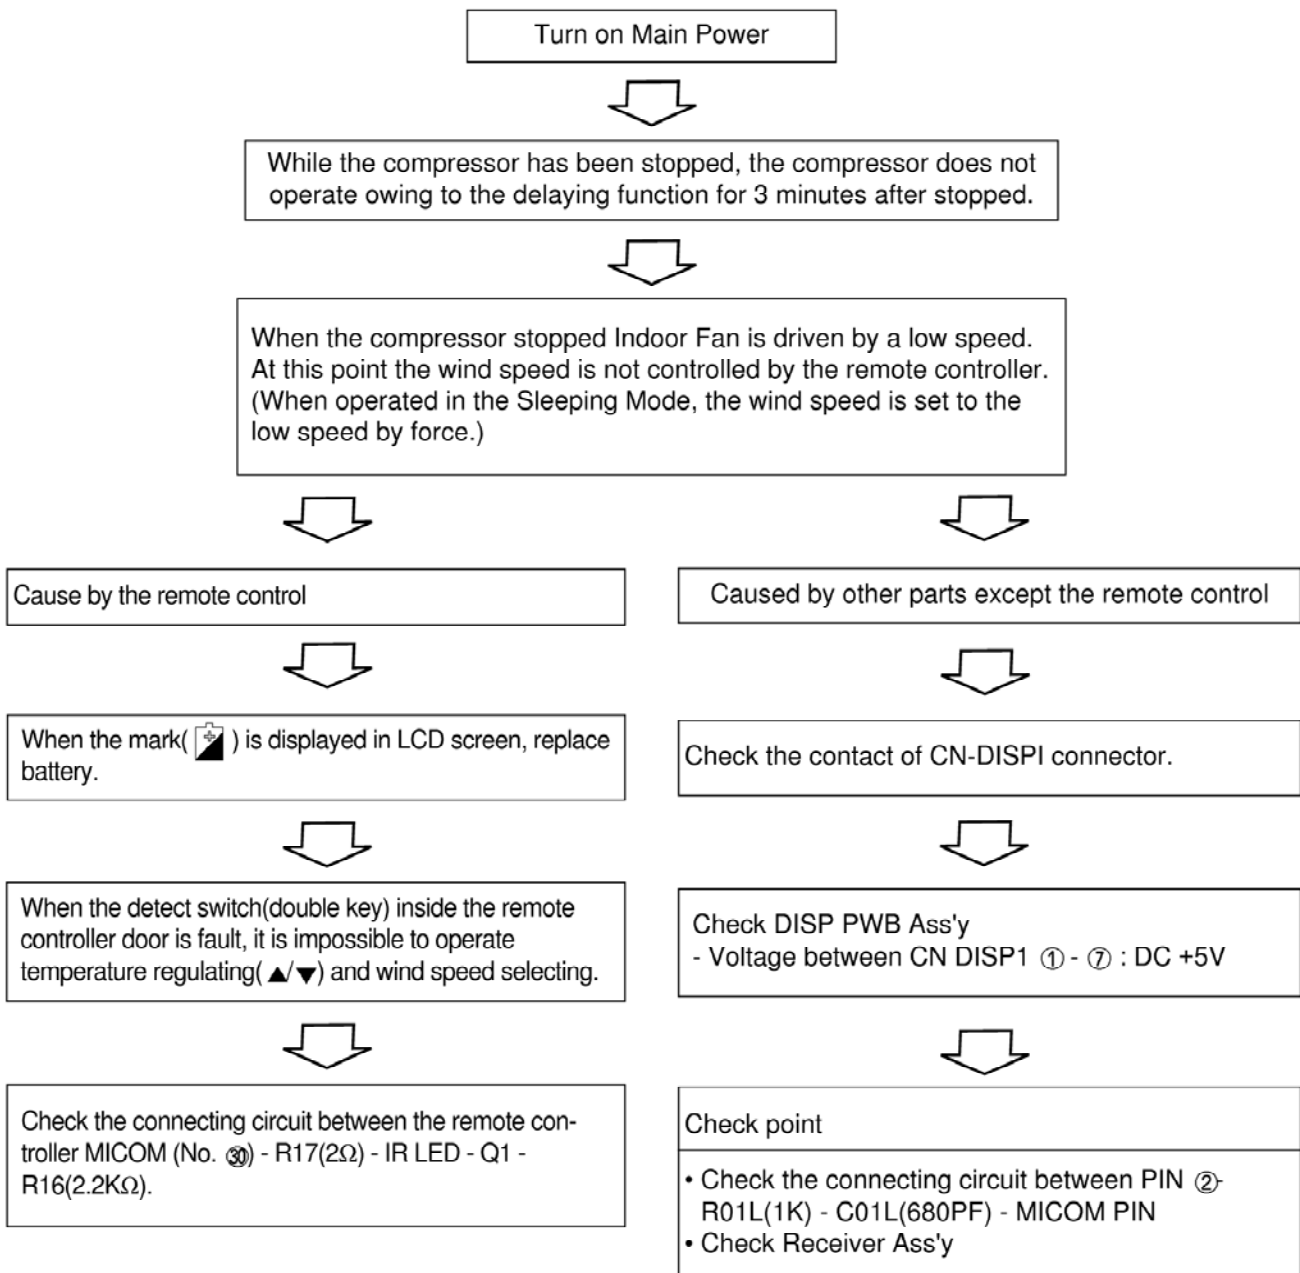 Turn on Main Power
While the compressor has been stopped, the compressor does not
operate owing to the delaying function for 3 minutes after stopped.
When the compressor stopped Indoor Fan is driven by a low speed.
At this point the wind speed is not controlled by the remote controller.
(When operated in the Sleeping Mode, the wind speed is set to the
low speed by force.)
Cause by the remote control
When the mark( ) is displayed in LCD screen, replace
battery.
When the detect switch(double key) inside the remote
controller door is fault, it is impossible to operate
temperature regulating( ▲/▼) and wind speed selecting.
Check the connecting circuit between the remote con-
troller MICOM (No. ㉚) - R17(2Ω) - IR LED - Q1 -
R16(2.2KΩ).
Caused by other parts except the remote control
Check the contact of CN-DISPI connector.
Check DISP PWB Ass'y
- Voltage between CN DISP1 ① - ⑦ : DC +5V
Check point
• Check the connecting circuit between PIN ②-
R01L(1K) - C01L(680PF) - MICOM PIN
• Check Receiver Ass'y